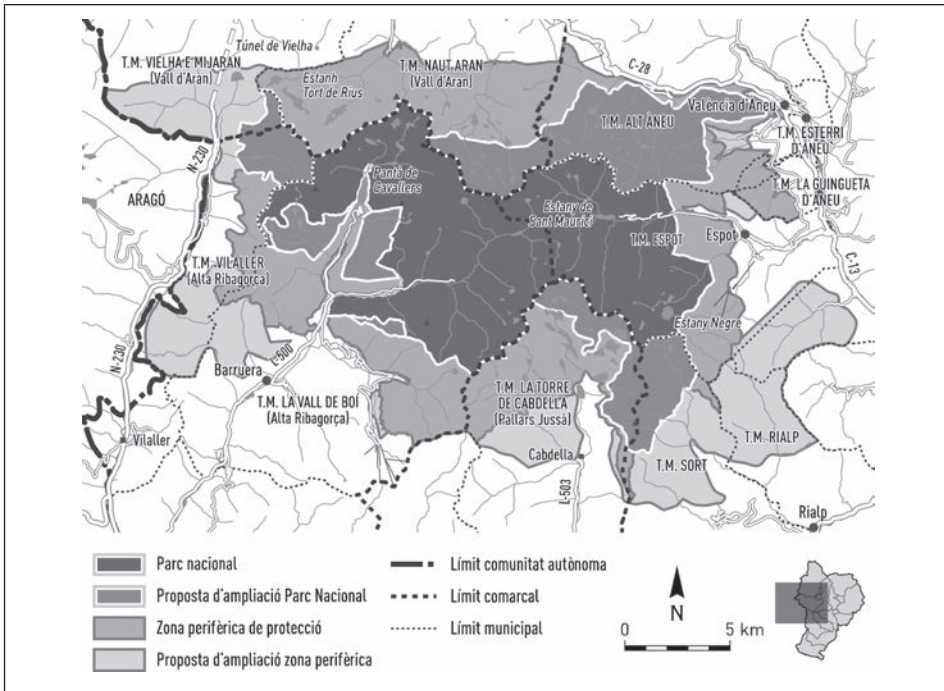 Túnel de Vielha
T.M. VIELHA E MIJARAN
(Vall d'Aràn)
Estanh
Tort de Rius
T.M. NAUT ARAN
(Vall d'Aran)
C-28
València d'Àneu
T.M. ALT ÀNEU
T.M. ESTERRI
D'ÀNEU
N-230
Pantà de
Cavallers
T.M. LA GUINGUETA
D'ÀNEU
ARAGÓ
Estany de
Sant Maurici
T.M. ESPOT
Espot
T.M. VILALLER
(Alta Ribagorça)
C-13
Estany Negre
N-230
L-500
Barruera
T.M. LA VALL DE BOÍ
(Alta Ribagorça)
T.M. LA TORRE
DE CABDELLA
(Pallars Jussà)
Vilaller
Cabdella
T.M. RIALP
T.M. SORT
L-503
Rialp
Parc nacional
Proposta d'ampliació Parc Nacional
Zona perifèrica de protecció
Proposta d'ampliació zona perifèrica
Límit comunitat autònoma
Límit comarcal
Límit municipal
N
0 5 km